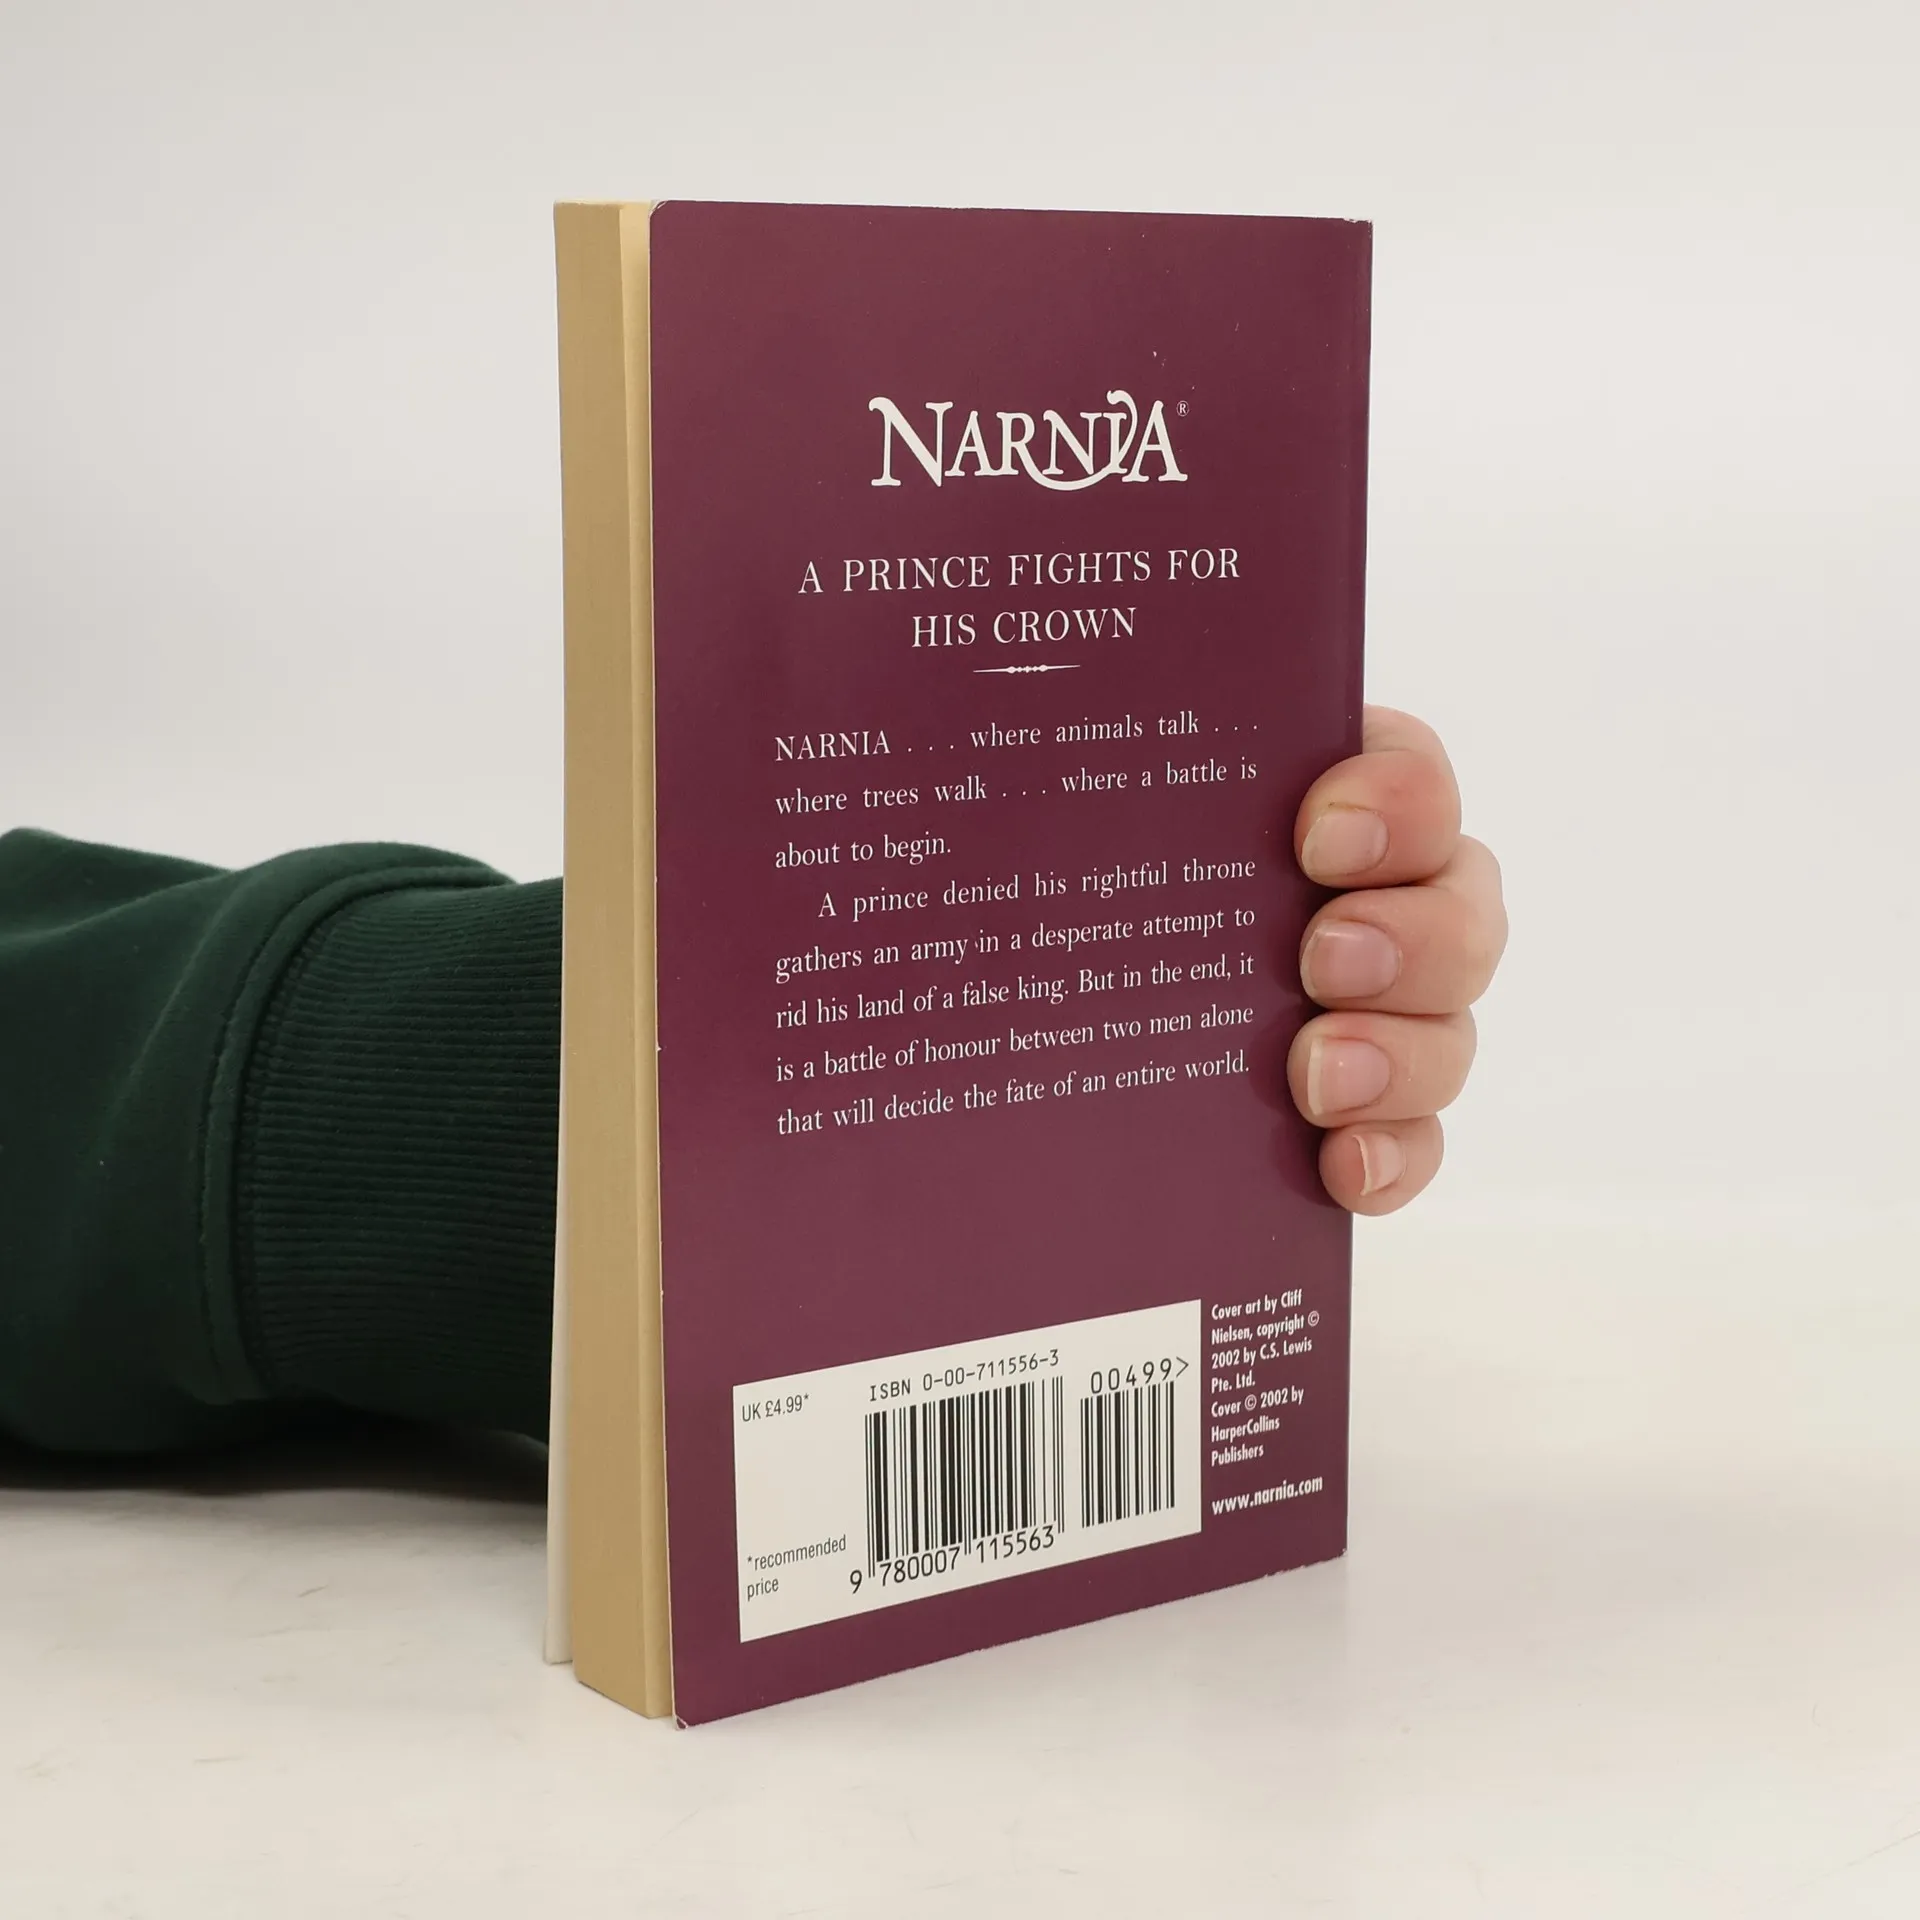 NARNIA®
A PRINCE FIGHTS FOR
HIS CROWN
NARNIA . . . where animals talk . . .
where trees walk . . . where a battle is
about to begin.
A prince denied his rightful throne
gathers an army in a desperate attempt to
rid his land of a false king. But in the end, it
is a battle of honour between two men alone
that will decide the fate of an entire world.
UK £4.99*
*recommended
price
ISBN 0-00-711556-3
00499>
9 780007 115563
Cover art by Cliff
Nielsen, copyright ©
2002 by C.S. Lewis
Pte. Ltd.
Cover © 2002 by
HarperCollins
Publishers
www.narnia.com